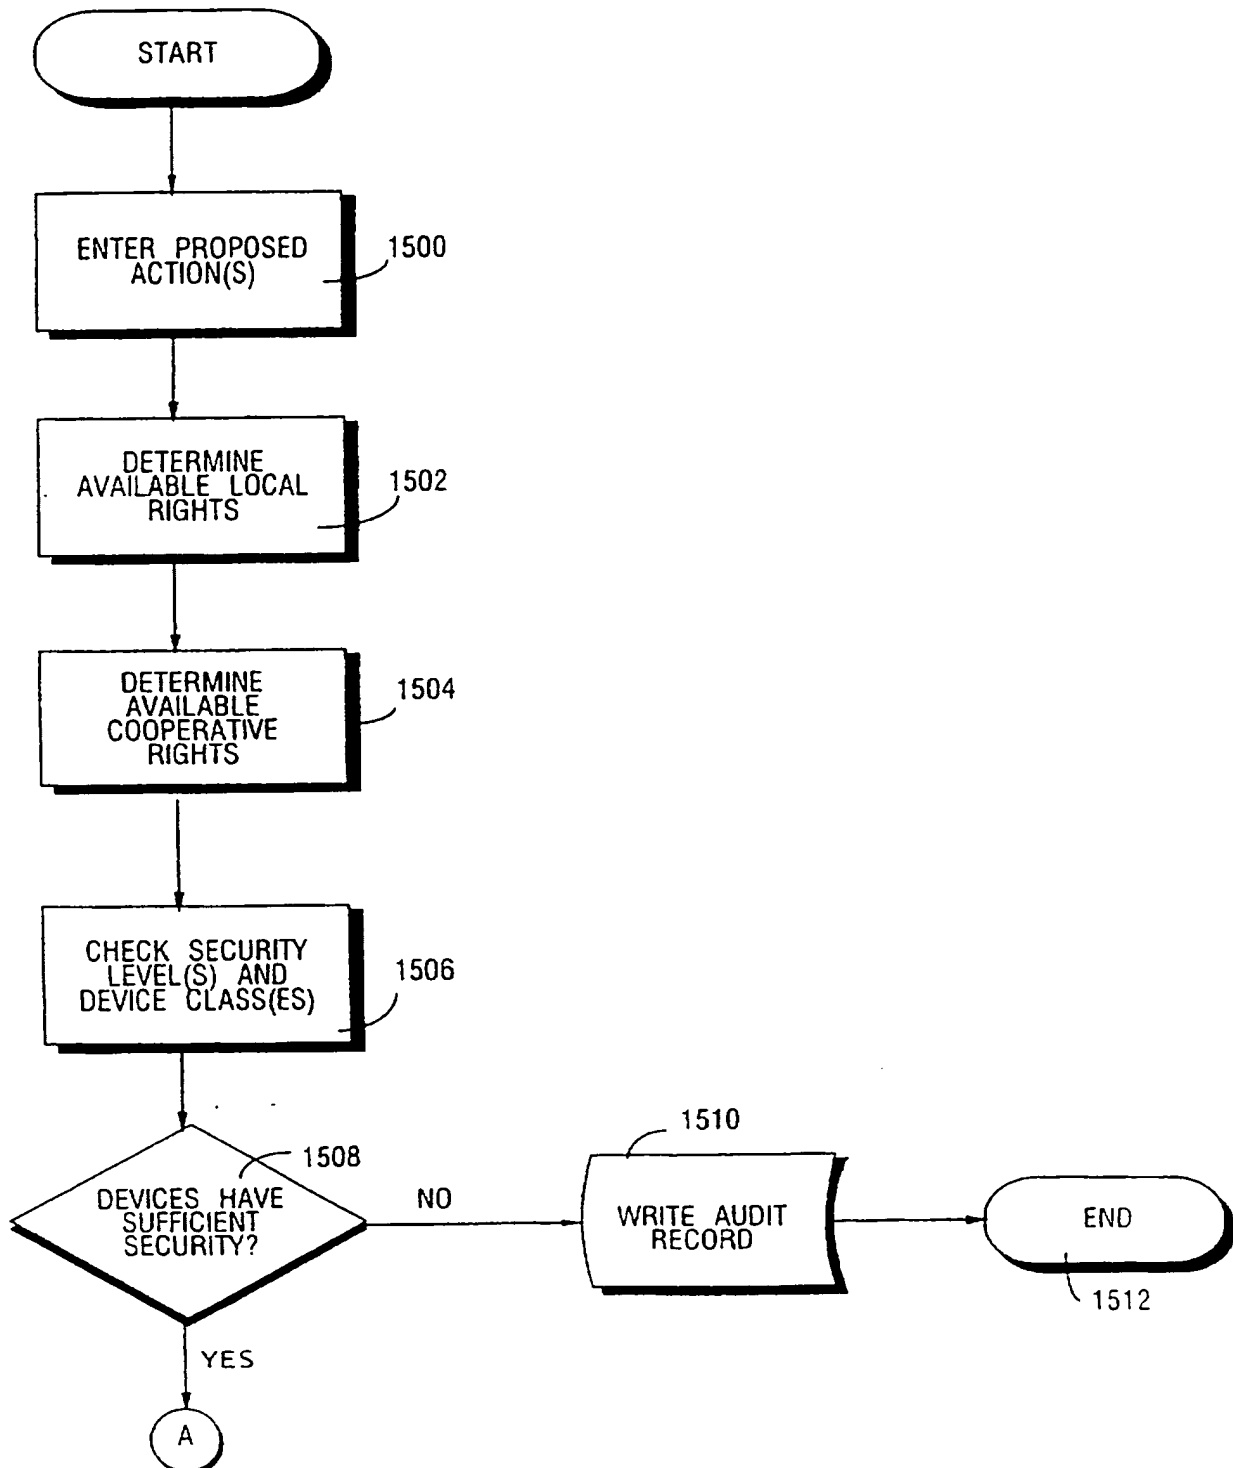 START
ENTER PROPOSED
ACTION(S)
1500
DETERMINE
AVAILABLE LOCAL
RIGHTS
1502
DETERMINE
AVAILABLE
COOPERATIVE
RIGHTS
1504
CHECK SECURITY
LEVEL(S) AND
DEVICE CLASS(ES)
1506
DEVICES HAVE
SUFFICIENT
SECURITY?
1508
NO
1510
WRITE AUDIT
RECORD
END
1512
YES
A